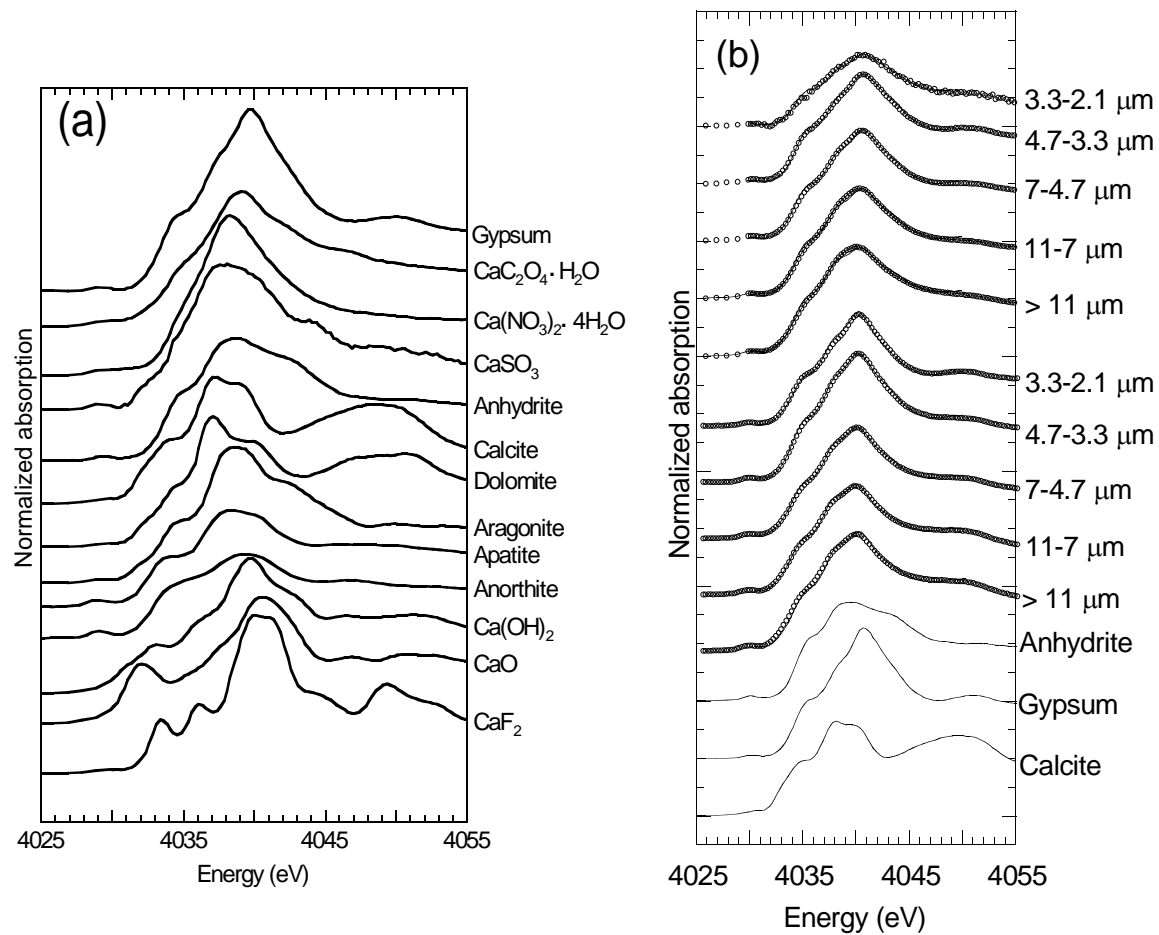 (a)
Gypsum
CaC₂O₄· H₂O
Ca(NO₃)₂· 4H₂O
CaSO₃
Anhydrite
Calcite
Dolomite
Aragonite
Apatite
Anorthite
Ca(OH)₂
CaO
CaF₂
Normalized absorption
4025 4035 4045 4055
Energy (eV)
(b)
3.3-2.1 μm
4.7-3.3 μm
7-4.7 μm
11-7 μm
> 11 μm
3.3-2.1 μm
4.7-3.3 μm
7-4.7 μm
11-7 μm
> 11 μm
Anhydrite
Gypsum
Calcite
Normalized absorption
4025 4035 4045 4055
Energy (eV)